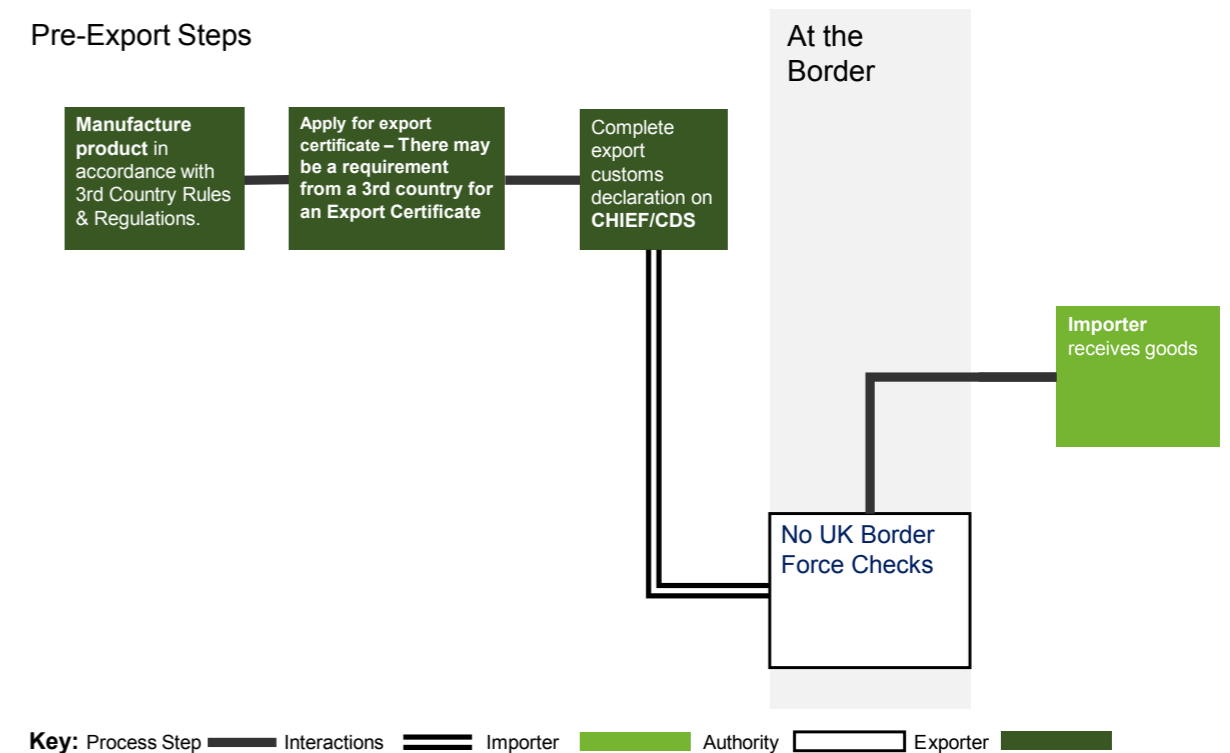 Pre-Export Steps
At the
Border
Manufacture
product in
accordance with
3rd Country Rules
& Regulations.
Apply for export
certificate – There may
be a requirement
from a 3rd country for
an Export Certificate
Complete
export
customs
declaration on
CHIEF/CDS
Importer
receives goods
No UK Border
Force Checks
Key: Process Step Interactions Importer Authority Exporter